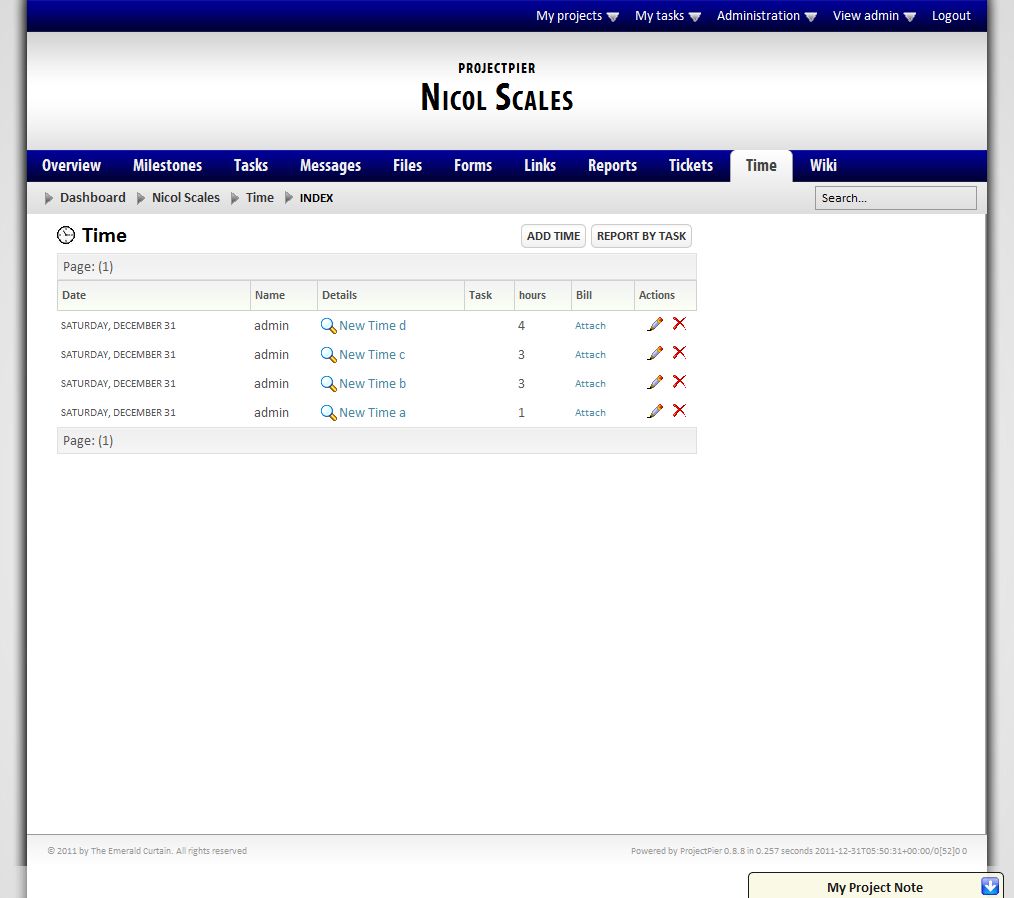 My projects My tasks Administration View admin Logout
PROJECTPIER
NICOL SCALES
Overview Milestones Tasks Messages Files Forms Links Reports Tickets Time Wiki
Dashboard Nicol Scales Time INDEX Search...
Time ADD TIME REPORT BY TASK
Page: (1)
Date Name Details Task hours Bill Actions
SATURDAY, DECEMBER 31 admin New Time d 4 Attach
SATURDAY, DECEMBER 31 admin New Time c 3 Attach
SATURDAY, DECEMBER 31 admin New Time b 3 Attach
SATURDAY, DECEMBER 31 admin New Time a 1 Attach
Page: (1)
© 2011 by The Emerald Curtain. All rights reserved Powered by ProjectPier 0.8.8 in 0.257 seconds 2011-12-31T05:50:31+00:00/0[52]0 0
My Project Note